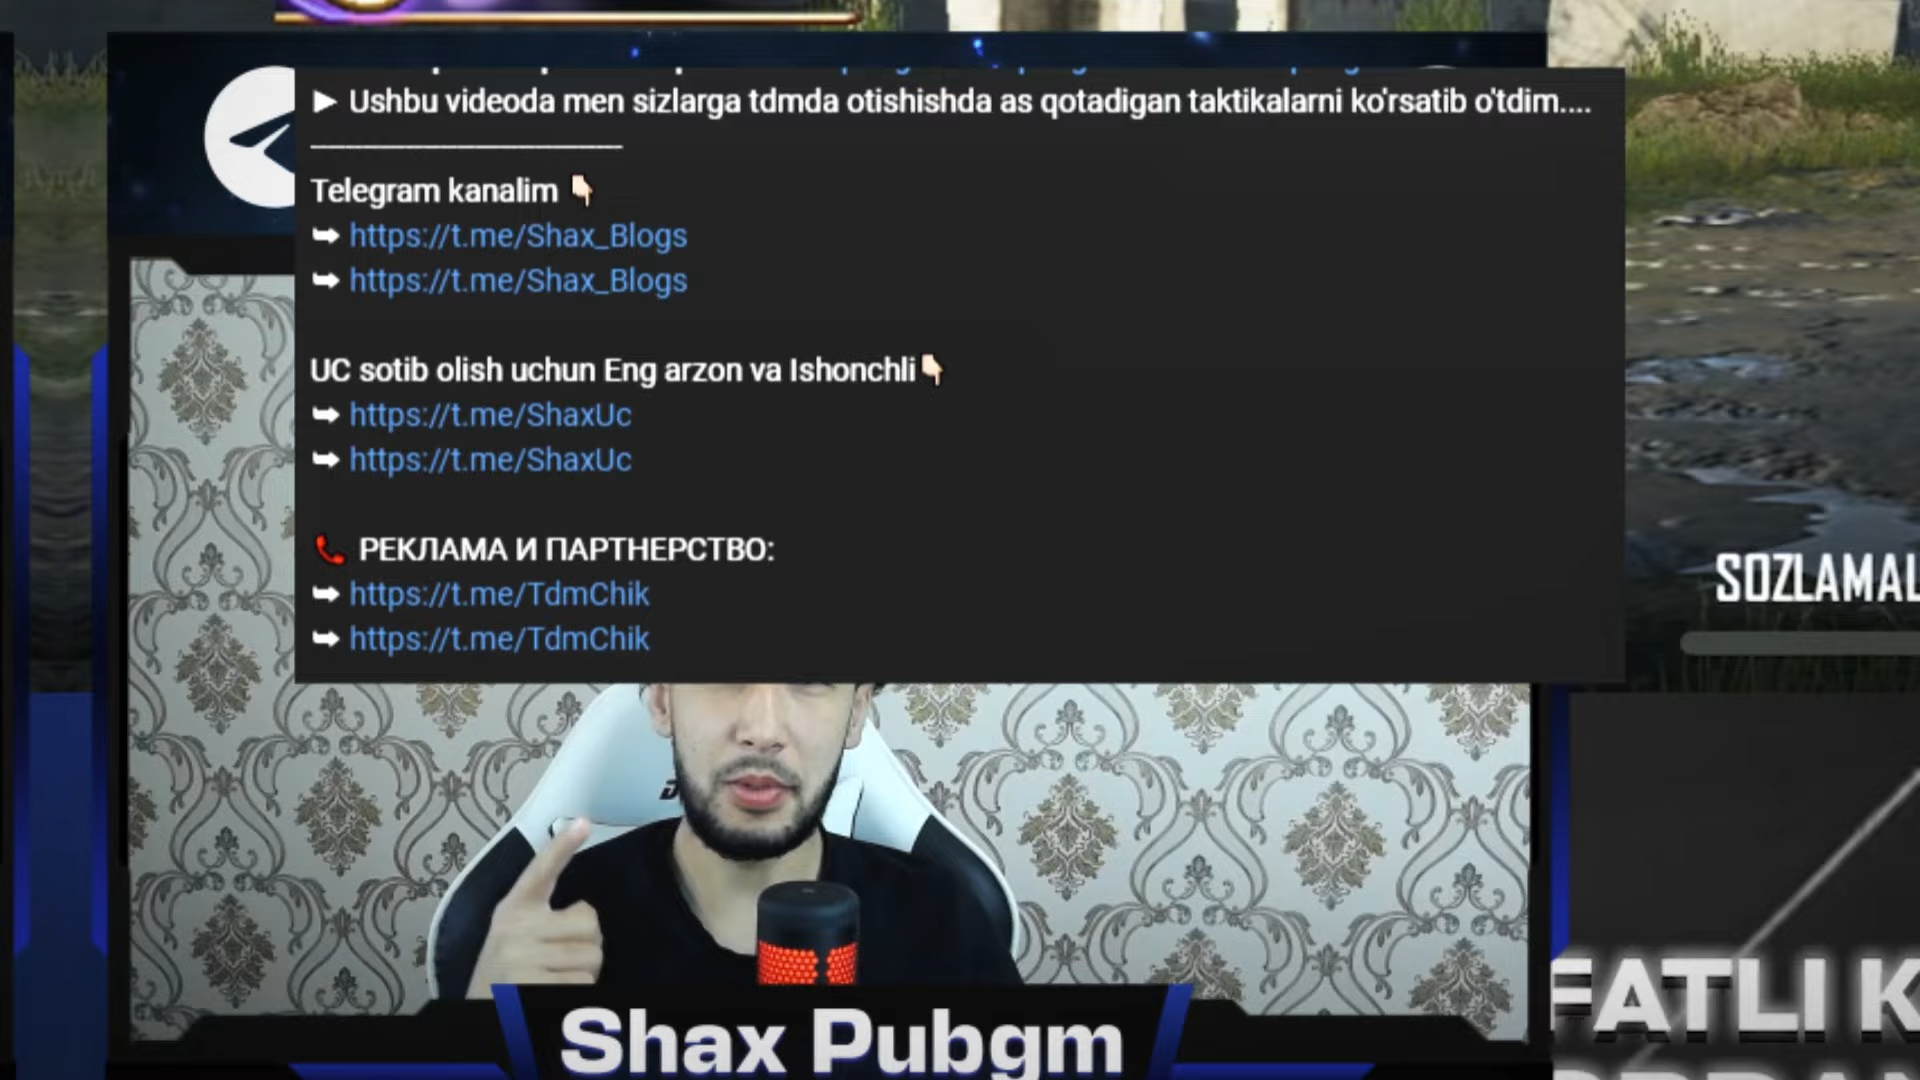 ► Ushbu videoda men sizlarga tdmda otishishda as qotadigan taktikalarni ko'rsatib o'tdim....
Telegram kanalim 👇🏻
➥ https://t.me/Shax_Blogs
➥ https://t.me/Shax_Blogs
UC sotib olish uchun Eng arzon va Ishonchli👇🏻
➥ https://t.me/ShaxUc
➥ https://t.me/ShaxUc
📞 РЕКЛАМА И ПАРТНЕРСТВО:
➥ https://t.me/TdmChik
➥ https://t.me/TdmChik
SOZLAMAL
FATLI K
Shax Pubgm